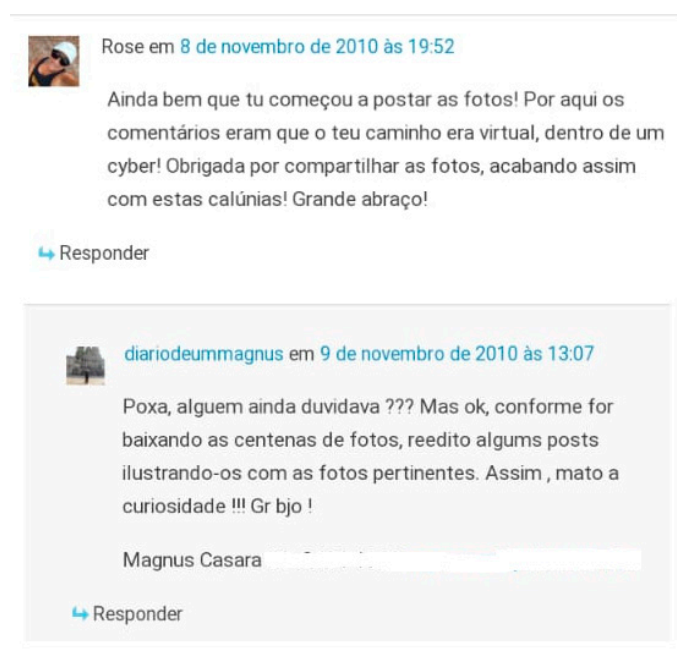 Rose em 8 de novembro de 2010 às 19:52
Ainda bem que tu começou a postar as fotos! Por aqui os
comentários eram que o teu caminho era virtual, dentro de um
cyber! Obrigada por compartilhar as fotos, acabando assim
com estas calúnias! Grande abraço!
Responder
diariodeummagnus em 9 de novembro de 2010 às 13:07
Poxa, alguem ainda duvidava ??? Mas ok, conforme for
baixando as centenas de fotos, reedito algums posts
ilustrando-os com as fotos pertinentes. Assim , mato a
curiosidade !!! Gr bjo !
Magnus Casara
Responder